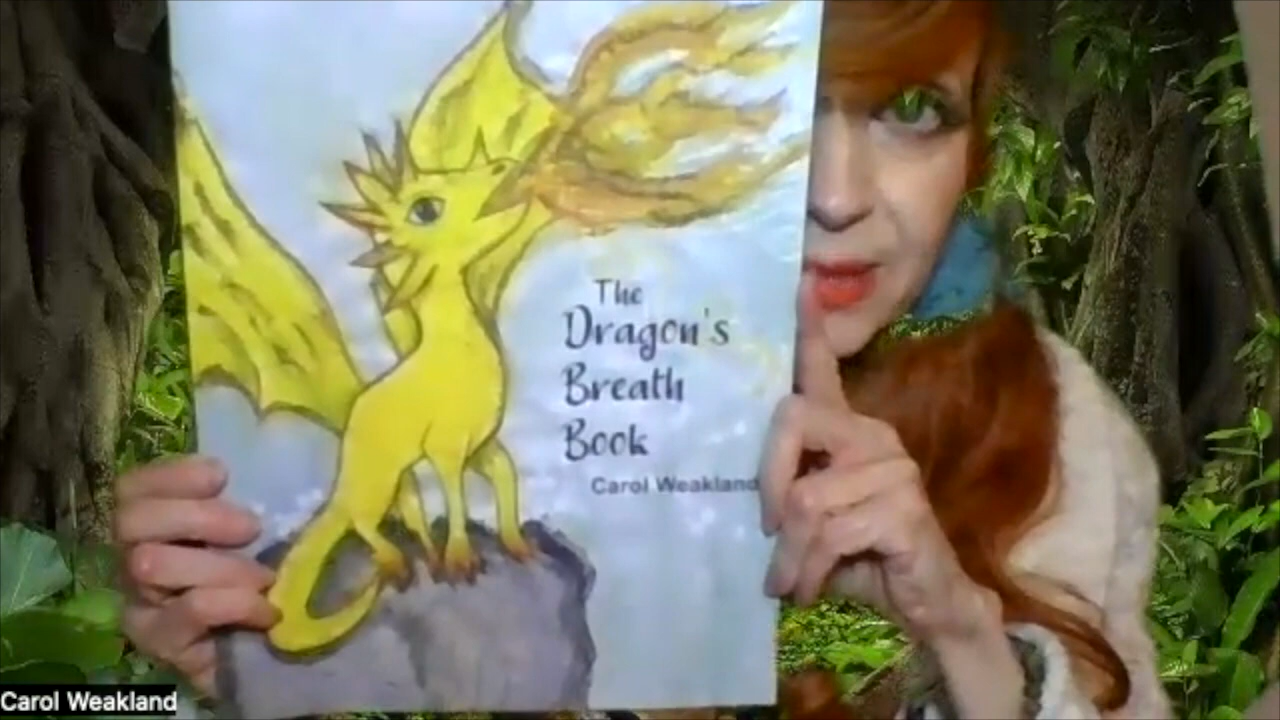 The
Dragon's
Breath
Book
Carol Weakland
Carol Weakland